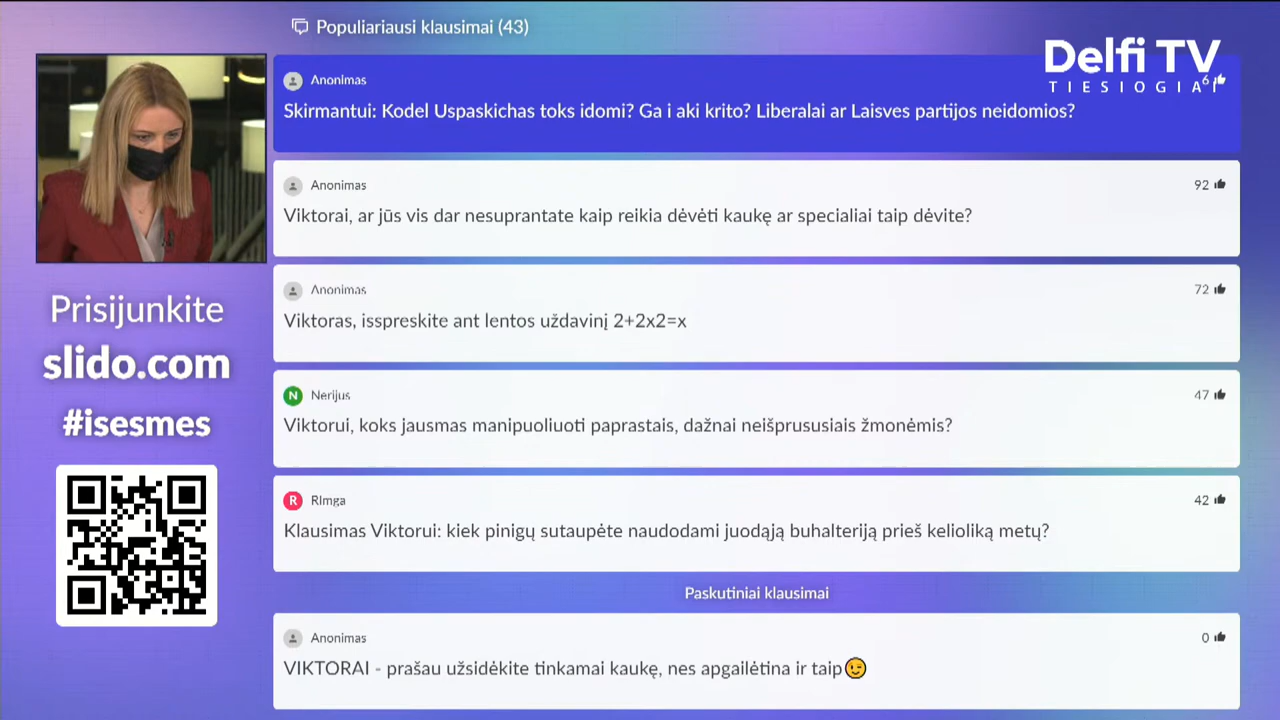 Populiariausi klausimai (43)
Delfi TV
TIESIOGIAI
Anonimas
6
Skirmantui: Kodel Uspaskichas toks idomi? Ga i aki krito? Liberalai ar Laisves partijos neidomios?
Anonimas
92
Viktorai, ar jūs vis dar nesuprantate kaip reikia dėvėti kaukę ar specialiai taip dėvite?
Anonimas
72
Viktoras, isspreskite ant lentos uždavinį 2+2x2=x
N
Nerijus
47
Viktorui, koks jausmas manipuoliuoti paprastais, dažnai neišprususiais žmonėmis?
R
RImga
42
Klausimas Viktorui: kiek pinigų sutaupėte naudodami juodąją buhalteriją prieš kelioliką metų?
Paskutiniai klausimai
Anonimas
0
VIKTORAI - prašau užsidėkite tinkamai kaukę, nes apgailėtina ir taip😉
Prisijunkite
slido.com
#isesmes